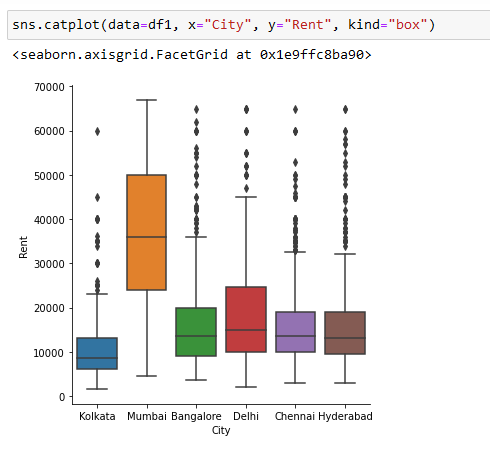 sns.catplot(data=df1, x="City", y="Rent", kind="box")
<seaborn.axisgrid.FacetGrid at 0x1e9ffc8ba90>
70000
60000
50000
40000
30000
20000
10000
0
Rent
Kolkata Mumbai Bangalore Delhi Chennai Hyderabad
City